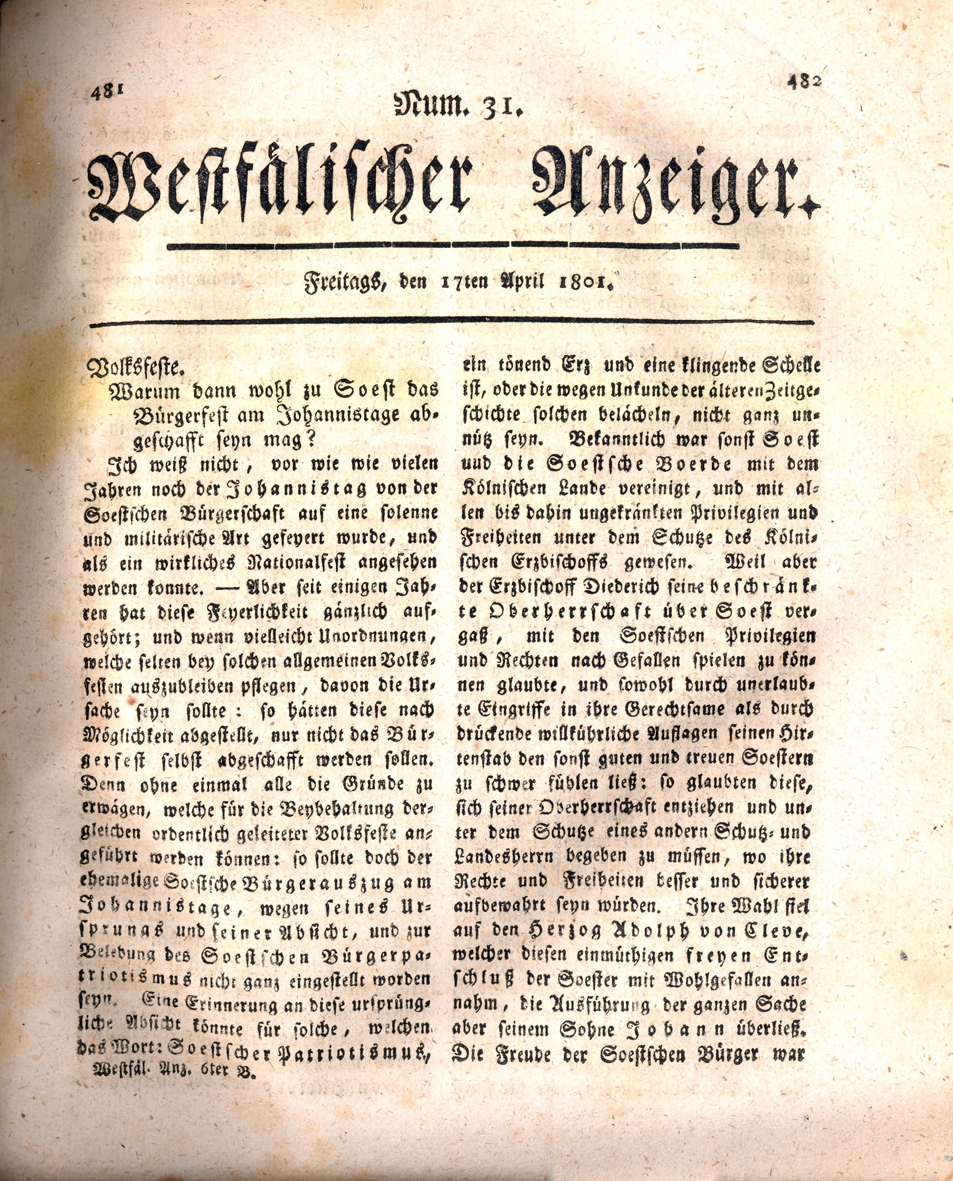 481
482
Num. 31.
Westfälischer Anzeiger.
Freitags, den 17ten April 1801.
Volksfeste.
Warum dann wohl zu Soest das
Bürgerfest am Johannistage ab-
geschafft seyn mag?
Ich weiß nicht, vor wie wie vielen
Jahren noch der Johannistag von der
Soestschen Bürgerschaft auf eine solenne
und militärische Art gefeyert wurde, und
als ein wirkliches Nationalfest angesehen
werden konnte. — Aber seit einigen Jah-
ren hat diese Feyerlichkeit gänzlich auf-
gehört; und wenn vielleicht Unordnungen,
welche selten bey solchen allgemeinen Volks-
festen auszubleiben pflegen, davon die Ur-
sache seyn sollte: so hätten diese nach
Möglichkeit abgestellt, nur nicht das Bür-
gerfest selbst abgeschafft werden sollen.
Denn ohne einmal alle die Gründe zu
erwägen, welche für die Beybehaltung der-
gleichen ordentlich geleiteter Volksfeste an-
geführt werden können: so sollte doch der
ehemalige Soestsche Bürgerauszug am
Johannistage, wegen seines Ur-
sprungs und seiner Absicht, und zur
Belebung des Soestschen Bürgerpa-
triotismus nicht ganz eingestellt worden
seyn. Eine Erinnerung an diese ursprüng-
liche Absicht könnte für solche, welchen
das Wort: Soestscher Patriotismus,
Westfäl. Anz. 6ter B.
ein tönend Erz und eine klingende Schelle
ist, oder die wegen Unkunde der älteren Zeitge-
schichte solchen belächeln, nicht ganz un-
nütz seyn. Bekanntlich war sonst Soest
und die Soestsche Boerde mit dem
Kölnischen Lande vereinigt, und mit al-
len bis dahin ungekränkten Privilegien und
Freiheiten unter dem Schutze des Kölni-
schen Erzbischoffs gewesen. Weil aber
der Erzbischoff Diederich seine beschränk-
te Oberherrschaft über Soest ver-
gaß, mit den Soestschen Privilegien
und Rechten nach Gefallen spielen zu kön-
nen glaubte, und sowohl durch unerlaub-
te Eingriffe in ihre Gerechtsame als durch
drückende willkührliche Auflagen seinen Hir-
tenstab den sonst guten und treuen Soestern
zu schwer fühlen ließ: so glaubten diese,
sich seiner Oberherrschaft entziehen und un-
ter dem Schutze eines andern Schutz- und
Landesherrn begeben zu müssen, wo ihre
Rechte und Freiheiten besser und sicherer
aufbewahrt seyn würden. Ihre Wahl fiel
auf den Herzog Adolph von Cleve,
welcher diesen einmüthigen freyen Ent-
schluß der Soester mit Wohlgefallen an-
nahm, die Ausführung der ganzen Sache
aber seinem Sohne Johann überließ.
Die Freude der Soestschen Bürger war